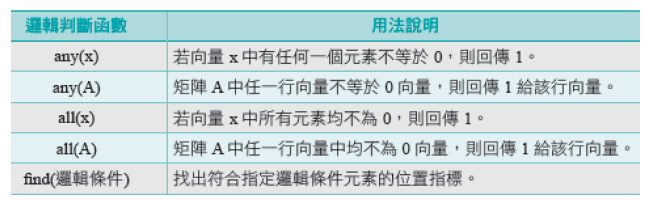 邏輯判斷函數 用法說明
any(x) 若向量 x 中有任何一個元素不等於 0，則回傳 1。
any(A) 矩陣 A 中任一行向量不等於 0 向量，則回傳 1 給該行向量。
all(x) 若向量 x 中所有元素均不為 0，則回傳 1。
all(A) 矩陣 A 中任一行向量中均不為 0 向量，則回傳 1 給該行向量。
find(邏輯條件) 找出符合指定邏輯條件元素的位置指標。